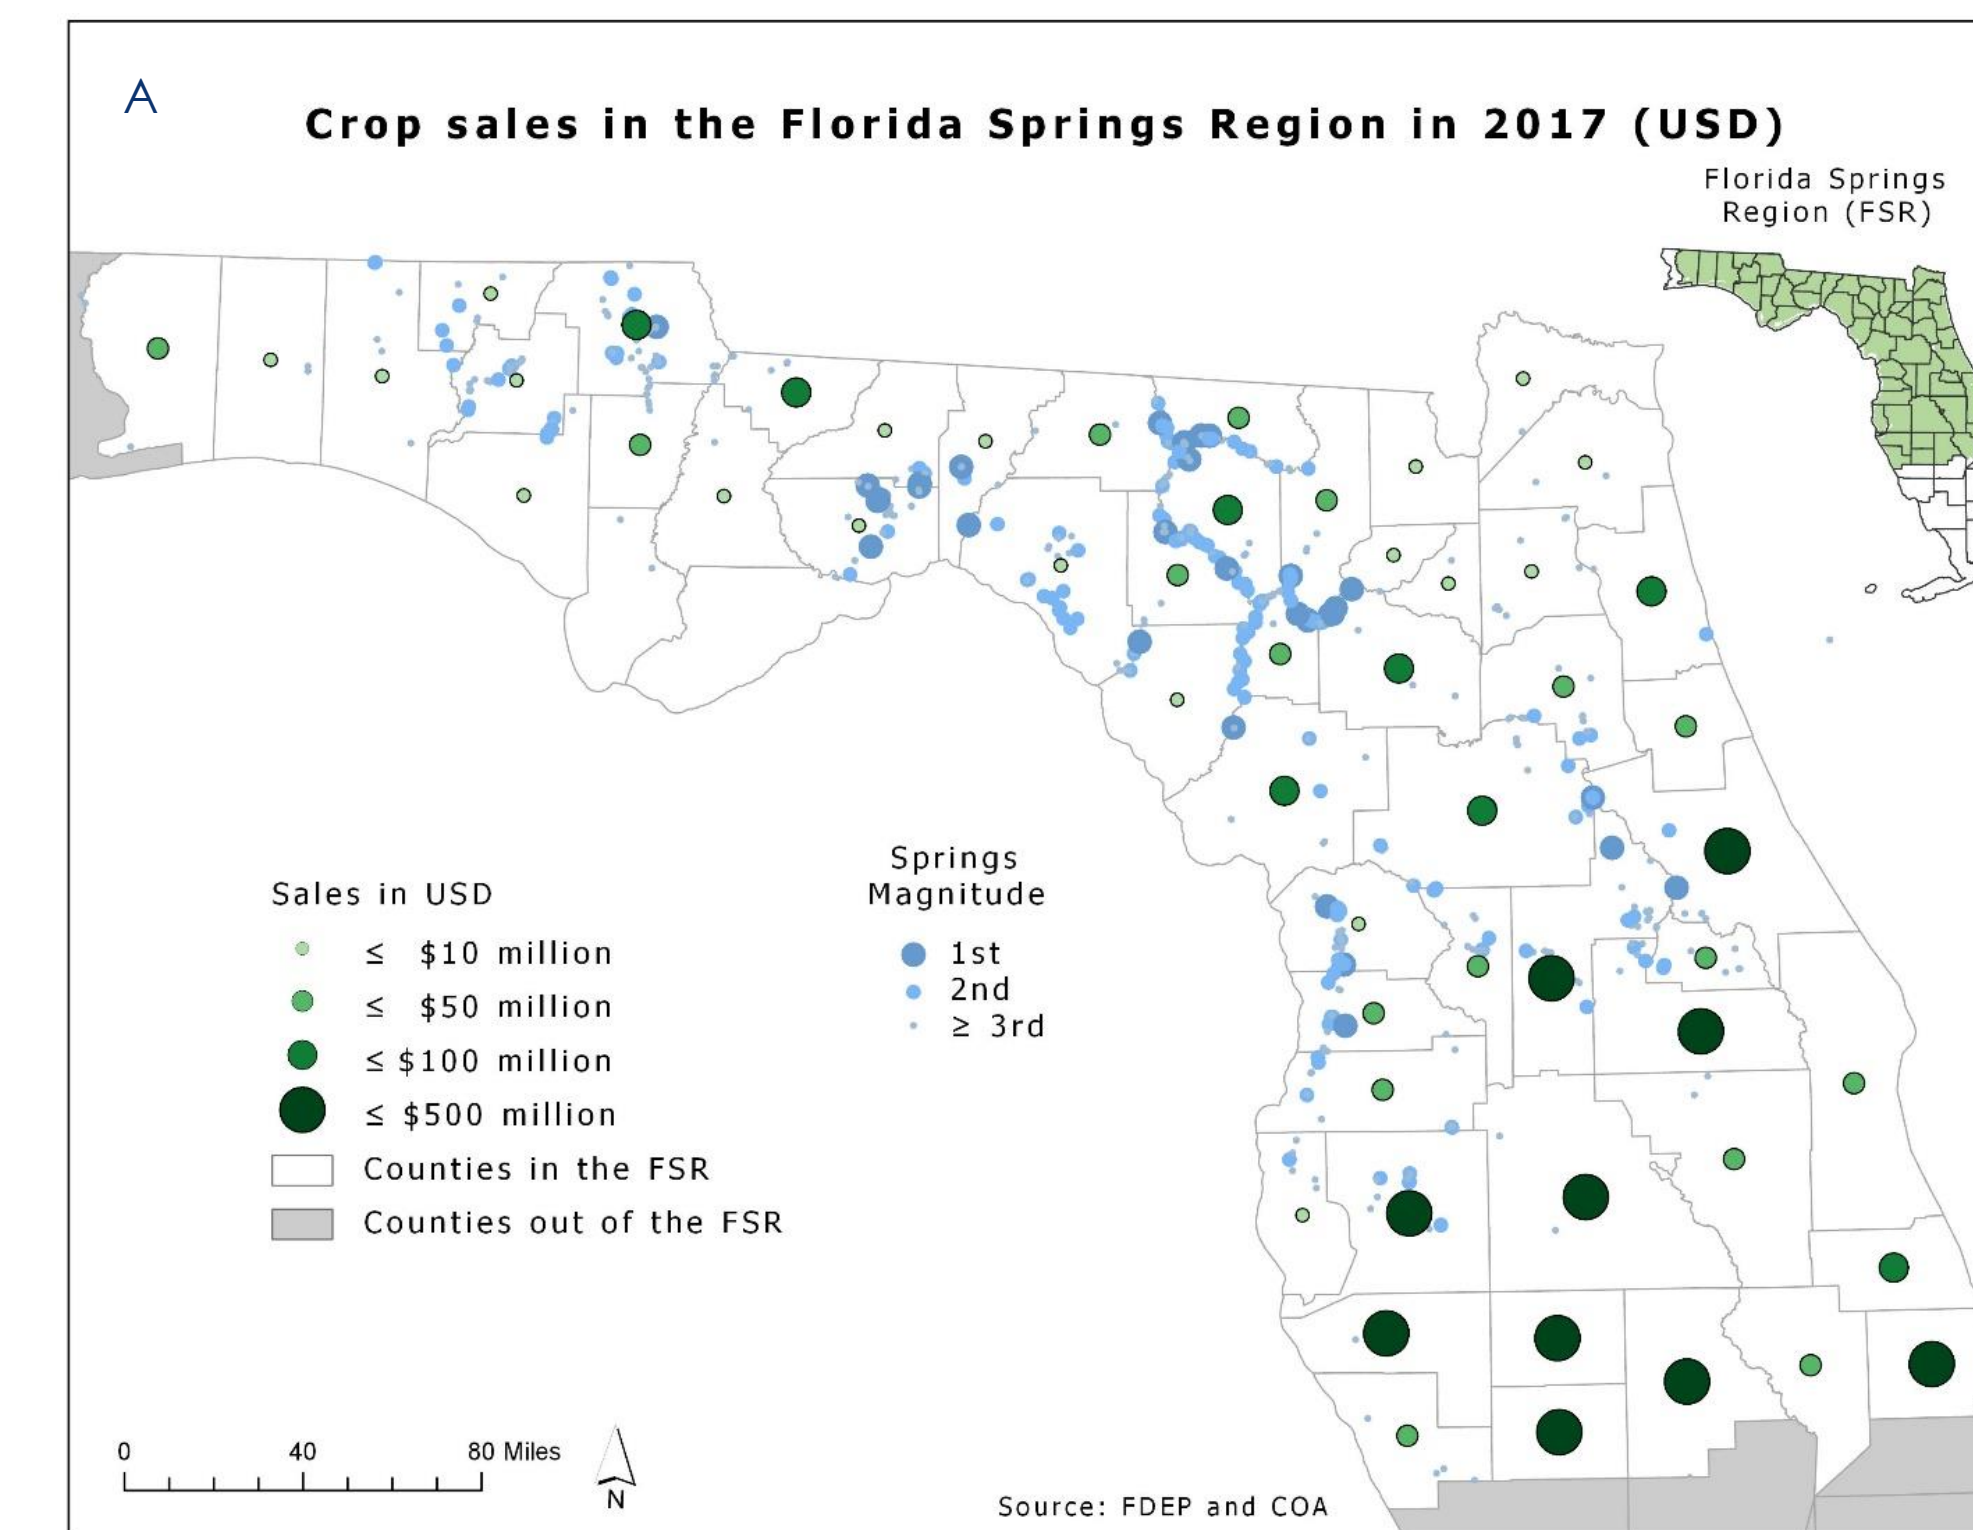 A
Crop sales in the Florida Springs Region in 2017 (USD)
Florida Springs
Region (FSR)
Springs
Magnitude
1st
2nd
≥ 3rd
Sales in USD
≤ $10 million
≤ $50 million
≤ $100 million
≤ $500 million
Counties in the FSR
Counties out of the FSR
0 40 80 Miles
N
Source: FDEP and COA